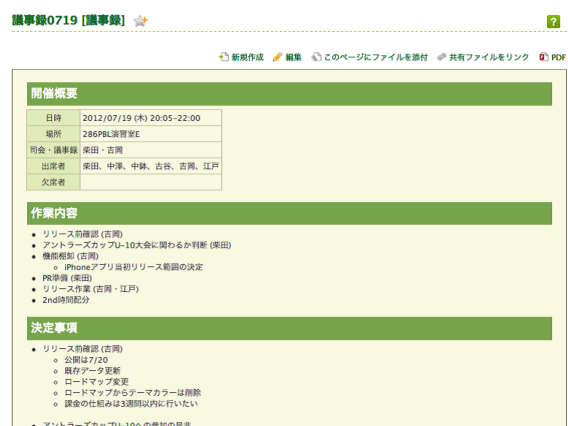 議事録0719 [議事録]
?
新規作成 編集 このページにファイルを添付 共有ファイルをリンク PDF
開催概要
日時 2012/07/19 (木) 20:05-22:00
場所 286PBL演習室E
司会・議事録 柴田・吉岡
出席者 柴田、中澤、中鉢、古谷、吉岡、江戸
欠席者
作業内容
リリース前確認 (吉岡)
アントラーズカップU-10大会に関わるか判断 (柴田)
機能棚卸 (吉岡)
iPhoneアプリ当初リリース範囲の決定
PR準備 (柴田)
リリース作業 (吉岡・江戸)
2nd時間配分
決定事項
リリース前確認 (吉岡)
公開は7/20
既存データ更新
ロードマップ変更
ロードマップからテーマカラーは削除
課金の仕組みは3週間以内に行いたい